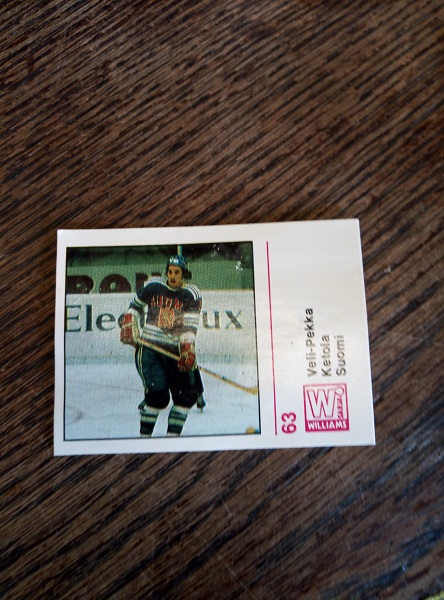 Electrolux
63
Veli-Pekka
Ketola
Suomi
W
WILLIAMS